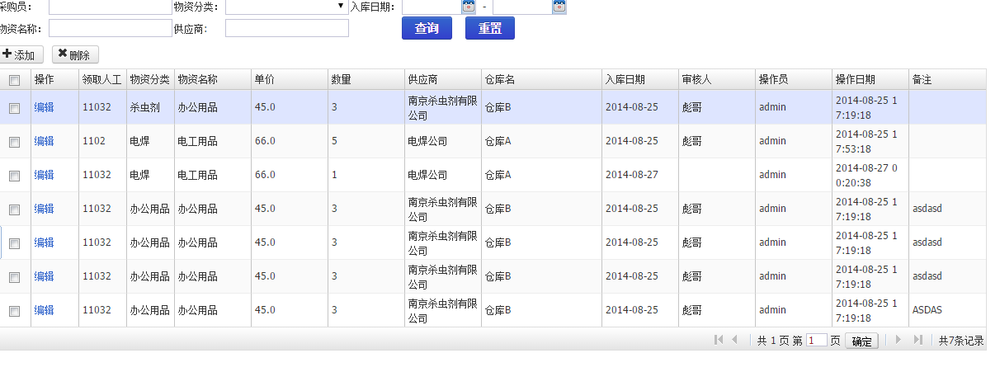 采购员： 物资分类： 入库日期： -
物资名称： 供应商： 查询 重置
添加 删除
操作 领取人工 物资分类 物资名称 单价 数量 供应商 仓库名 入库日期 审核人 操作员 操作日期 备注
编辑 11032 杀虫剂 办公用品 45.0 3 南京杀虫剂有限公司 仓库B 2014-08-25 彪哥 admin 2014-08-25 17:19:18
编辑 1102 电焊 电工用品 66.0 5 电焊公司 仓库A 2014-08-25 彪哥 admin 2014-08-25 17:53:18
编辑 11032 电焊 电工用品 66.0 1 电焊公司 仓库A 2014-08-27 admin 2014-08-27 00:20:38
编辑 11032 办公用品 办公用品 45.0 3 南京杀虫剂有限公司 仓库B 2014-08-25 彪哥 admin 2014-08-25 17:19:18 asdasd
编辑 11032 办公用品 办公用品 45.0 3 南京杀虫剂有限公司 仓库B 2014-08-25 彪哥 admin 2014-08-25 17:19:18 asdasd
编辑 11032 办公用品 办公用品 45.0 3 南京杀虫剂有限公司 仓库B 2014-08-25 彪哥 admin 2014-08-25 17:19:18 asdasd
编辑 11032 办公用品 办公用品 45.0 3 南京杀虫剂有限公司 仓库B 2014-08-25 彪哥 admin 2014-08-25 17:19:18 ASDAS
共 1 页 第 1 页 确定 共7条记录